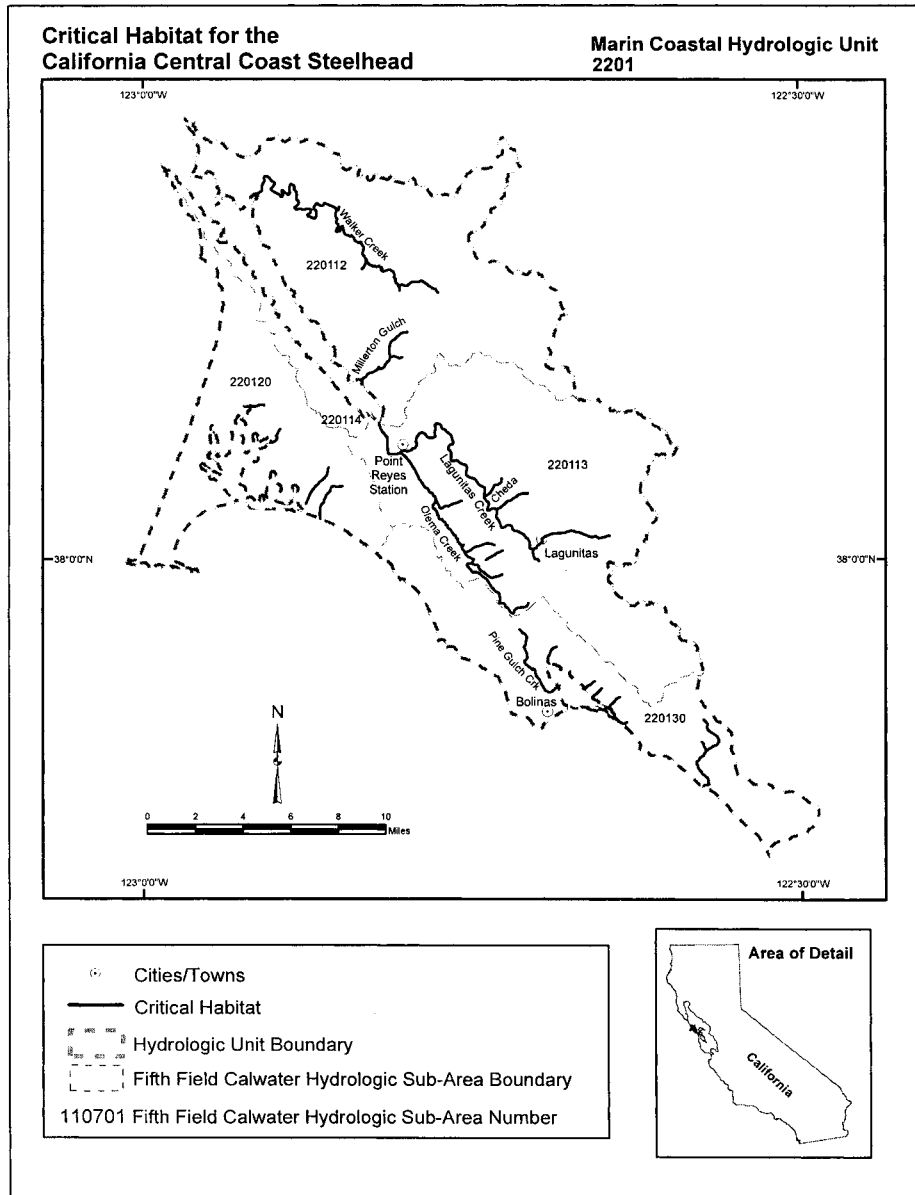 Critical Habitat for the
California Central Coast Steelhead
Marin Coastal Hydrologic Unit
2201
123°0'0"W
122°30'0"W
Walker Creek
220112
Millerton Gulch
220120
220114
Point
Reyes
Station
Lagunitas Creek
Cheda
220113
Olema Creek
Lagunitas
38°0'0"N
38°0'0"N
Pine Gulch Crk
Bolinas
220130
N
0 2 4 6 8 10
Miles
123°0'0"W
122°30'0"W
Cities/Towns
Critical Habitat
Hydrologic Unit Boundary
Fifth Field Calwater Hydrologic Sub-Area Boundary
110701 Fifth Field Calwater Hydrologic Sub-Area Number
Area of Detail
California